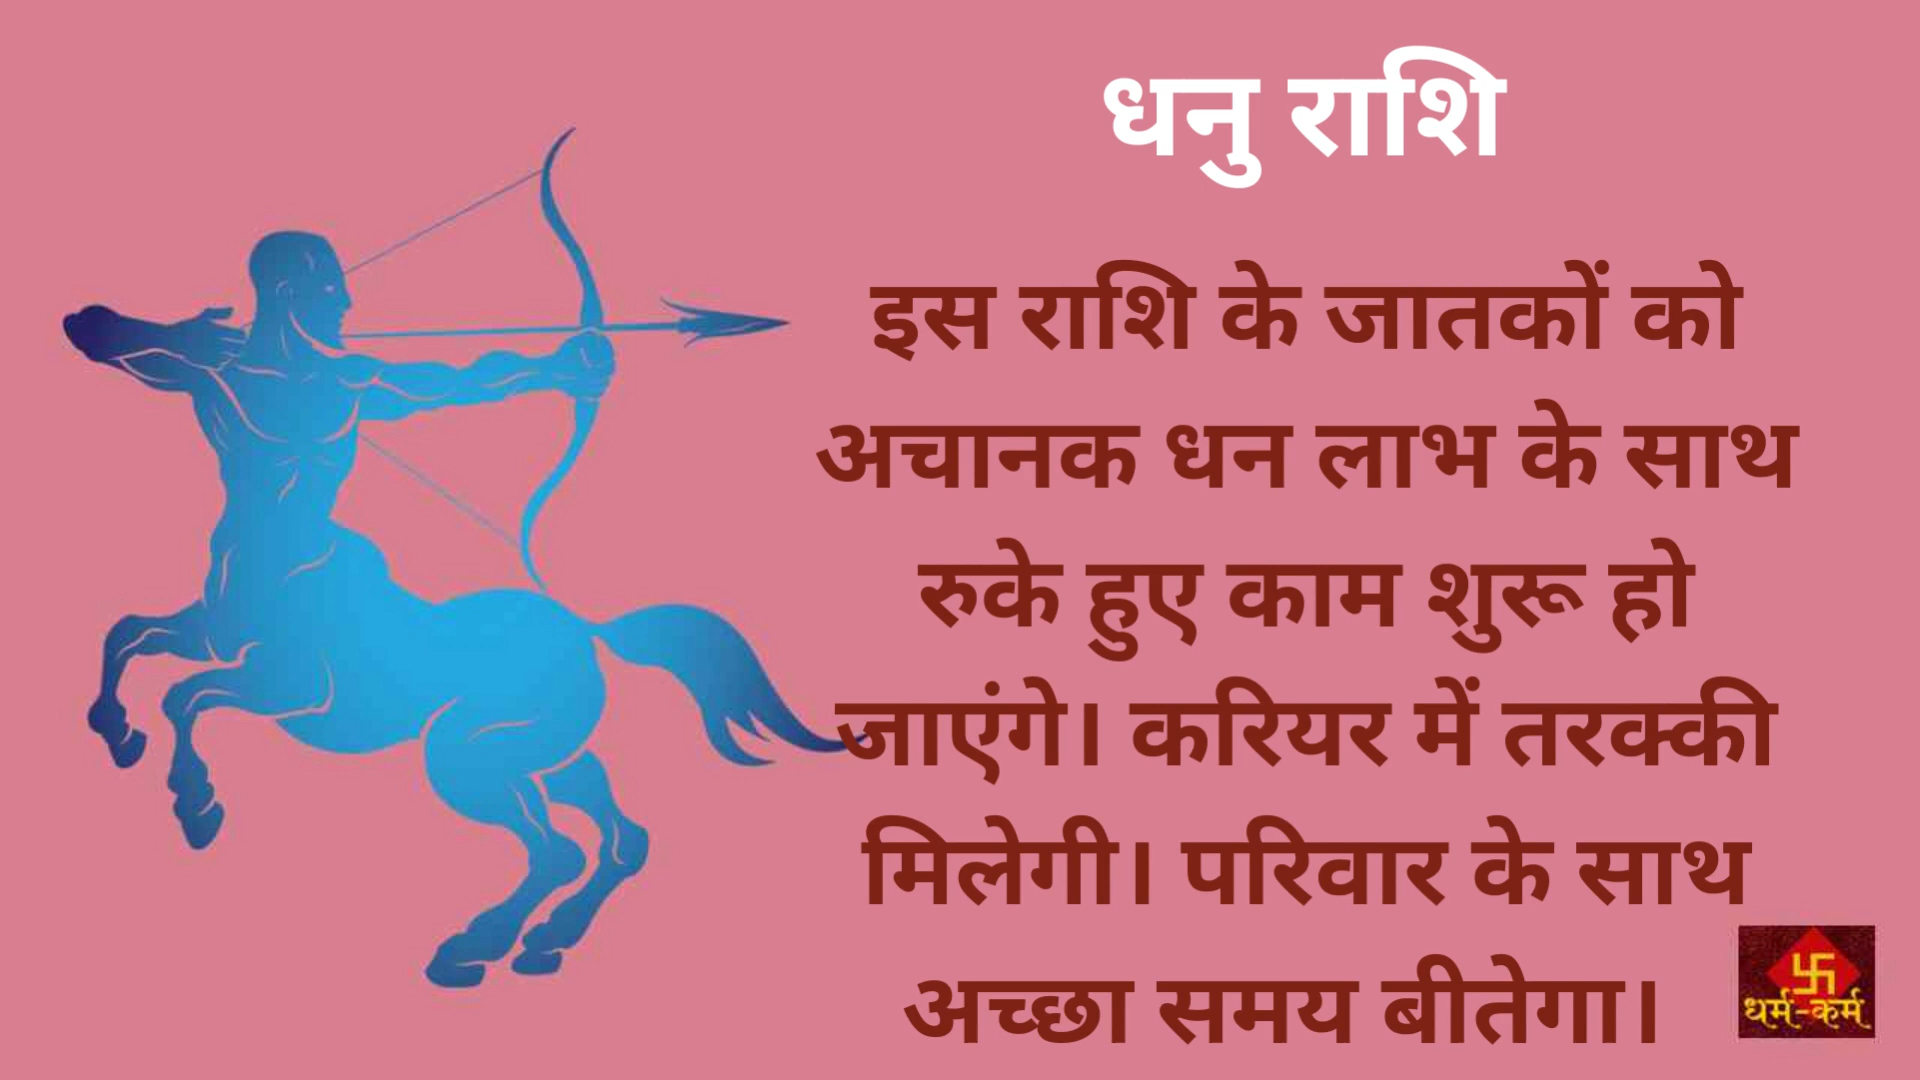 धनु राशि
इस राशि के जातकों को
अचानक धन लाभ के साथ
रुके हुए काम शुरू हो
जाएंगे। करियर में तरक्की
मिलेगी। परिवार के साथ
अच्छा समय बीतेगा।
धर्म-कर्म